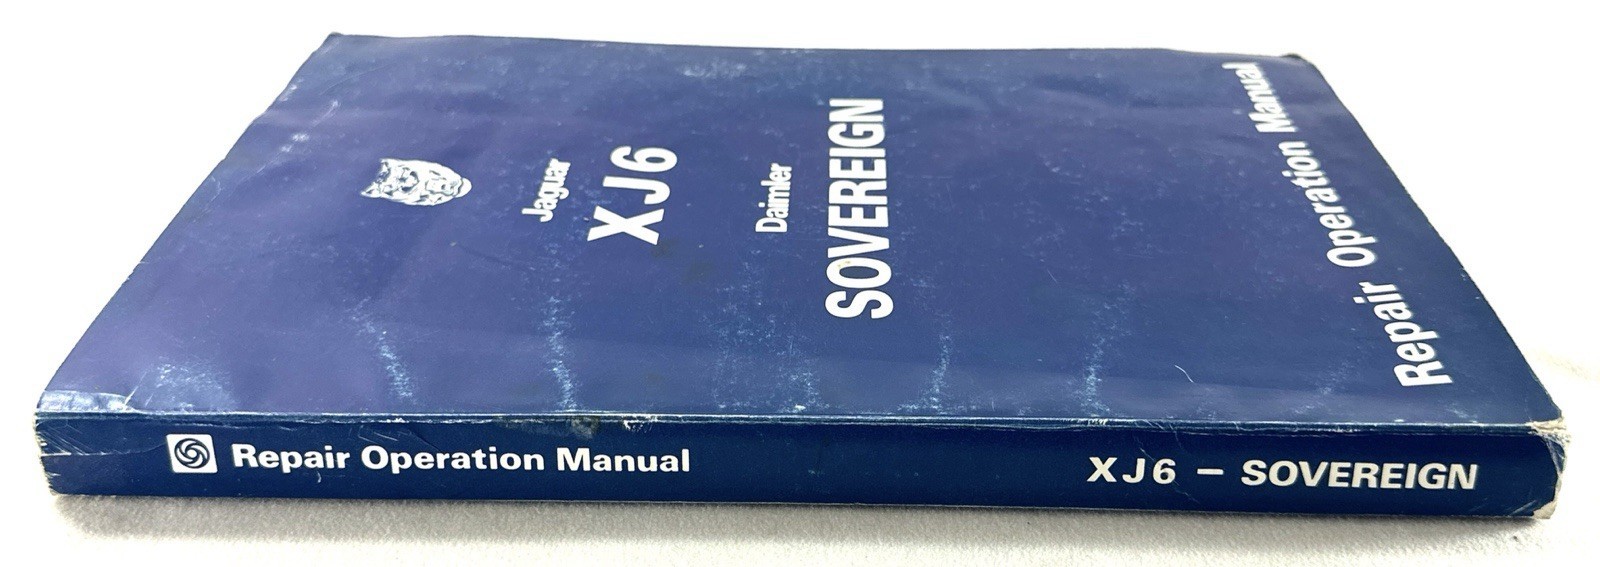 Jaguar
XJ6
Daimler
SOVEREIGN
Repair Operation Manual
Repair Operation Manual
XJ6 – SOVEREIGN